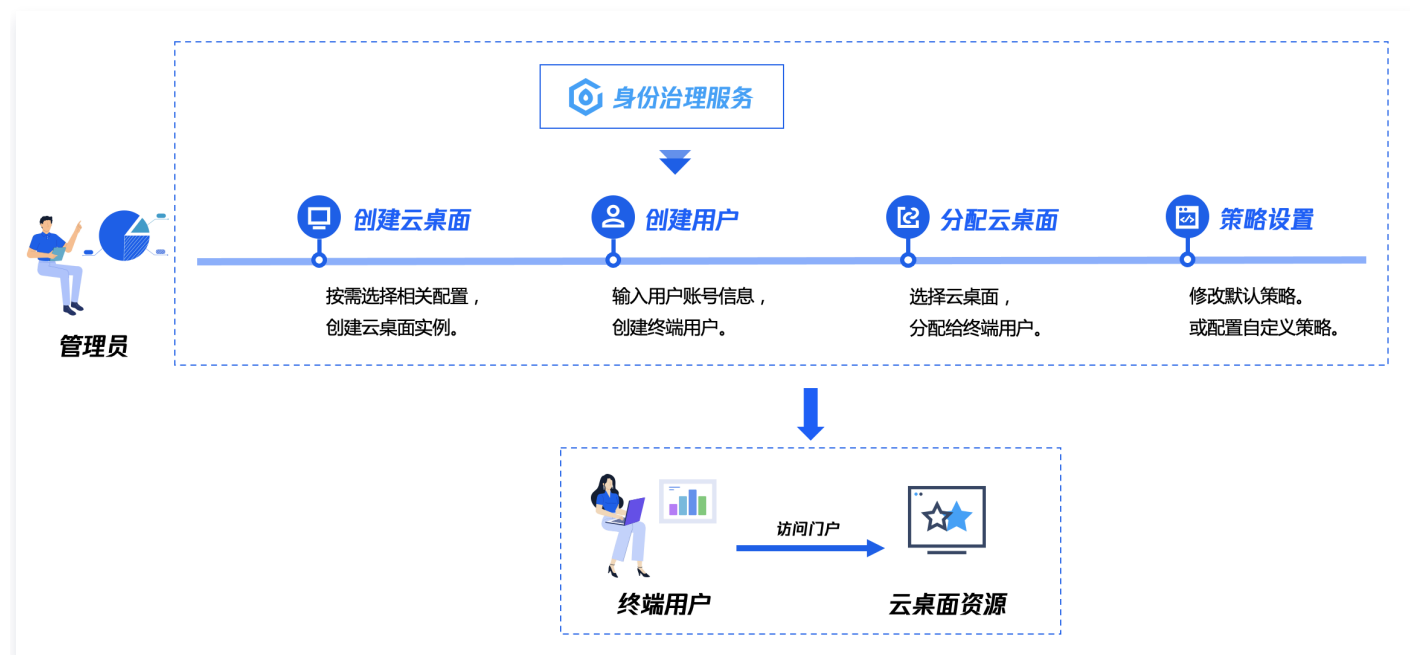 身份治理服务
创建云桌面
创建用户
分配云桌面
策略设置
按需选择相关配置，
创建云桌面实例。
输入用户账号信息，
创建终端用户。
选择云桌面，
分配给终端用户。
修改默认策略。
或配置自定义策略。
管理员
访问门户
终端用户
云桌面资源